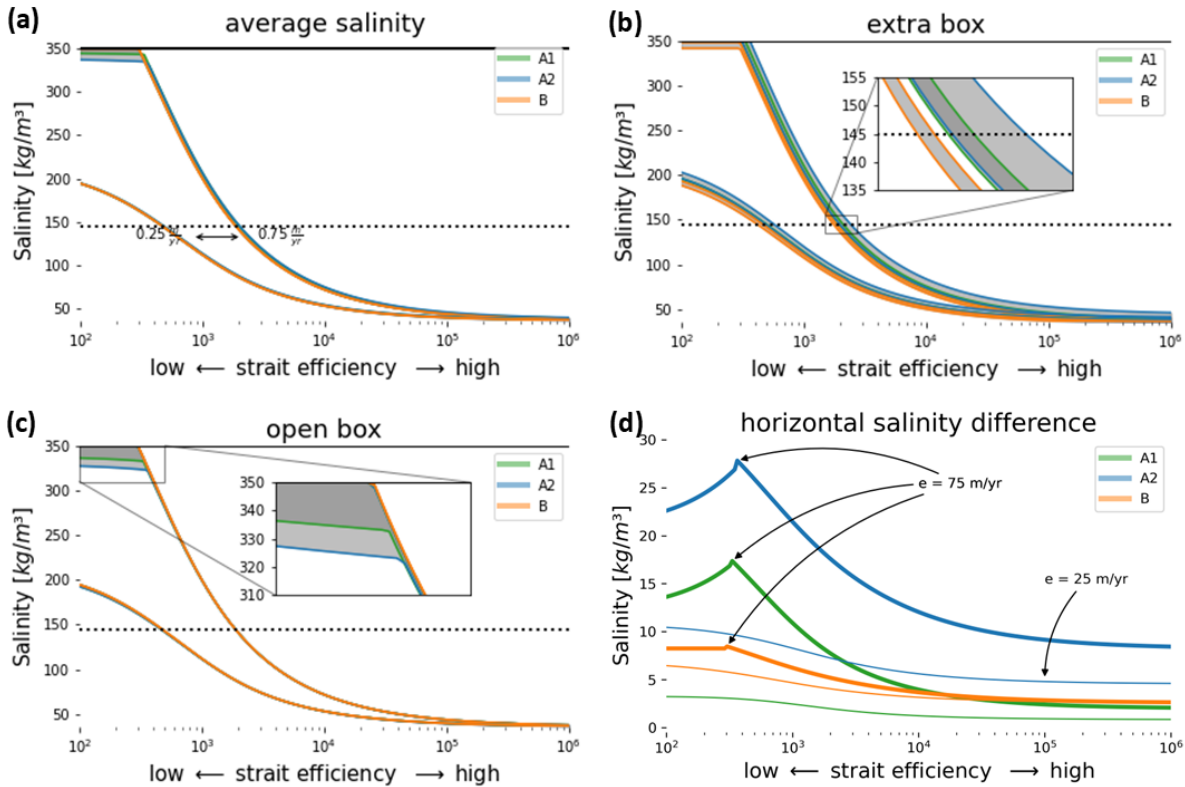 (a)
average salinity
Salinity [kg/m³]
350
300
250
200
150
100
50
A1
A2
B
0.25 m/yr
0.75 m/yr
10² 10³ 10⁴ 10⁵ 10⁶
low ⟵ strait efficiency ⟶ high
(b)
extra box
Salinity [kg/m³]
350
300
250
200
150
100
50
A1
A2
B
155
150
145
140
135
10² 10³ 10⁴ 10⁵ 10⁶
low ⟵ strait efficiency ⟶ high
(c)
open box
Salinity [kg/m³]
350
300
250
200
150
100
50
A1
A2
B
350
340
330
320
310
10² 10³ 10⁴ 10⁵ 10⁶
low ⟵ strait efficiency ⟶ high
(d)
horizontal salinity difference
Salinity [kg/m³]
30
25
20
15
10
5
0
A1
A2
B
e = 75 m/yr
e = 25 m/yr
10² 10³ 10⁴ 10⁵ 10⁶
low ⟵ strait efficiency ⟶ high